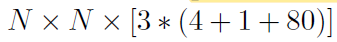 N × N × [3 ∗ (4 + 1 + 80)]